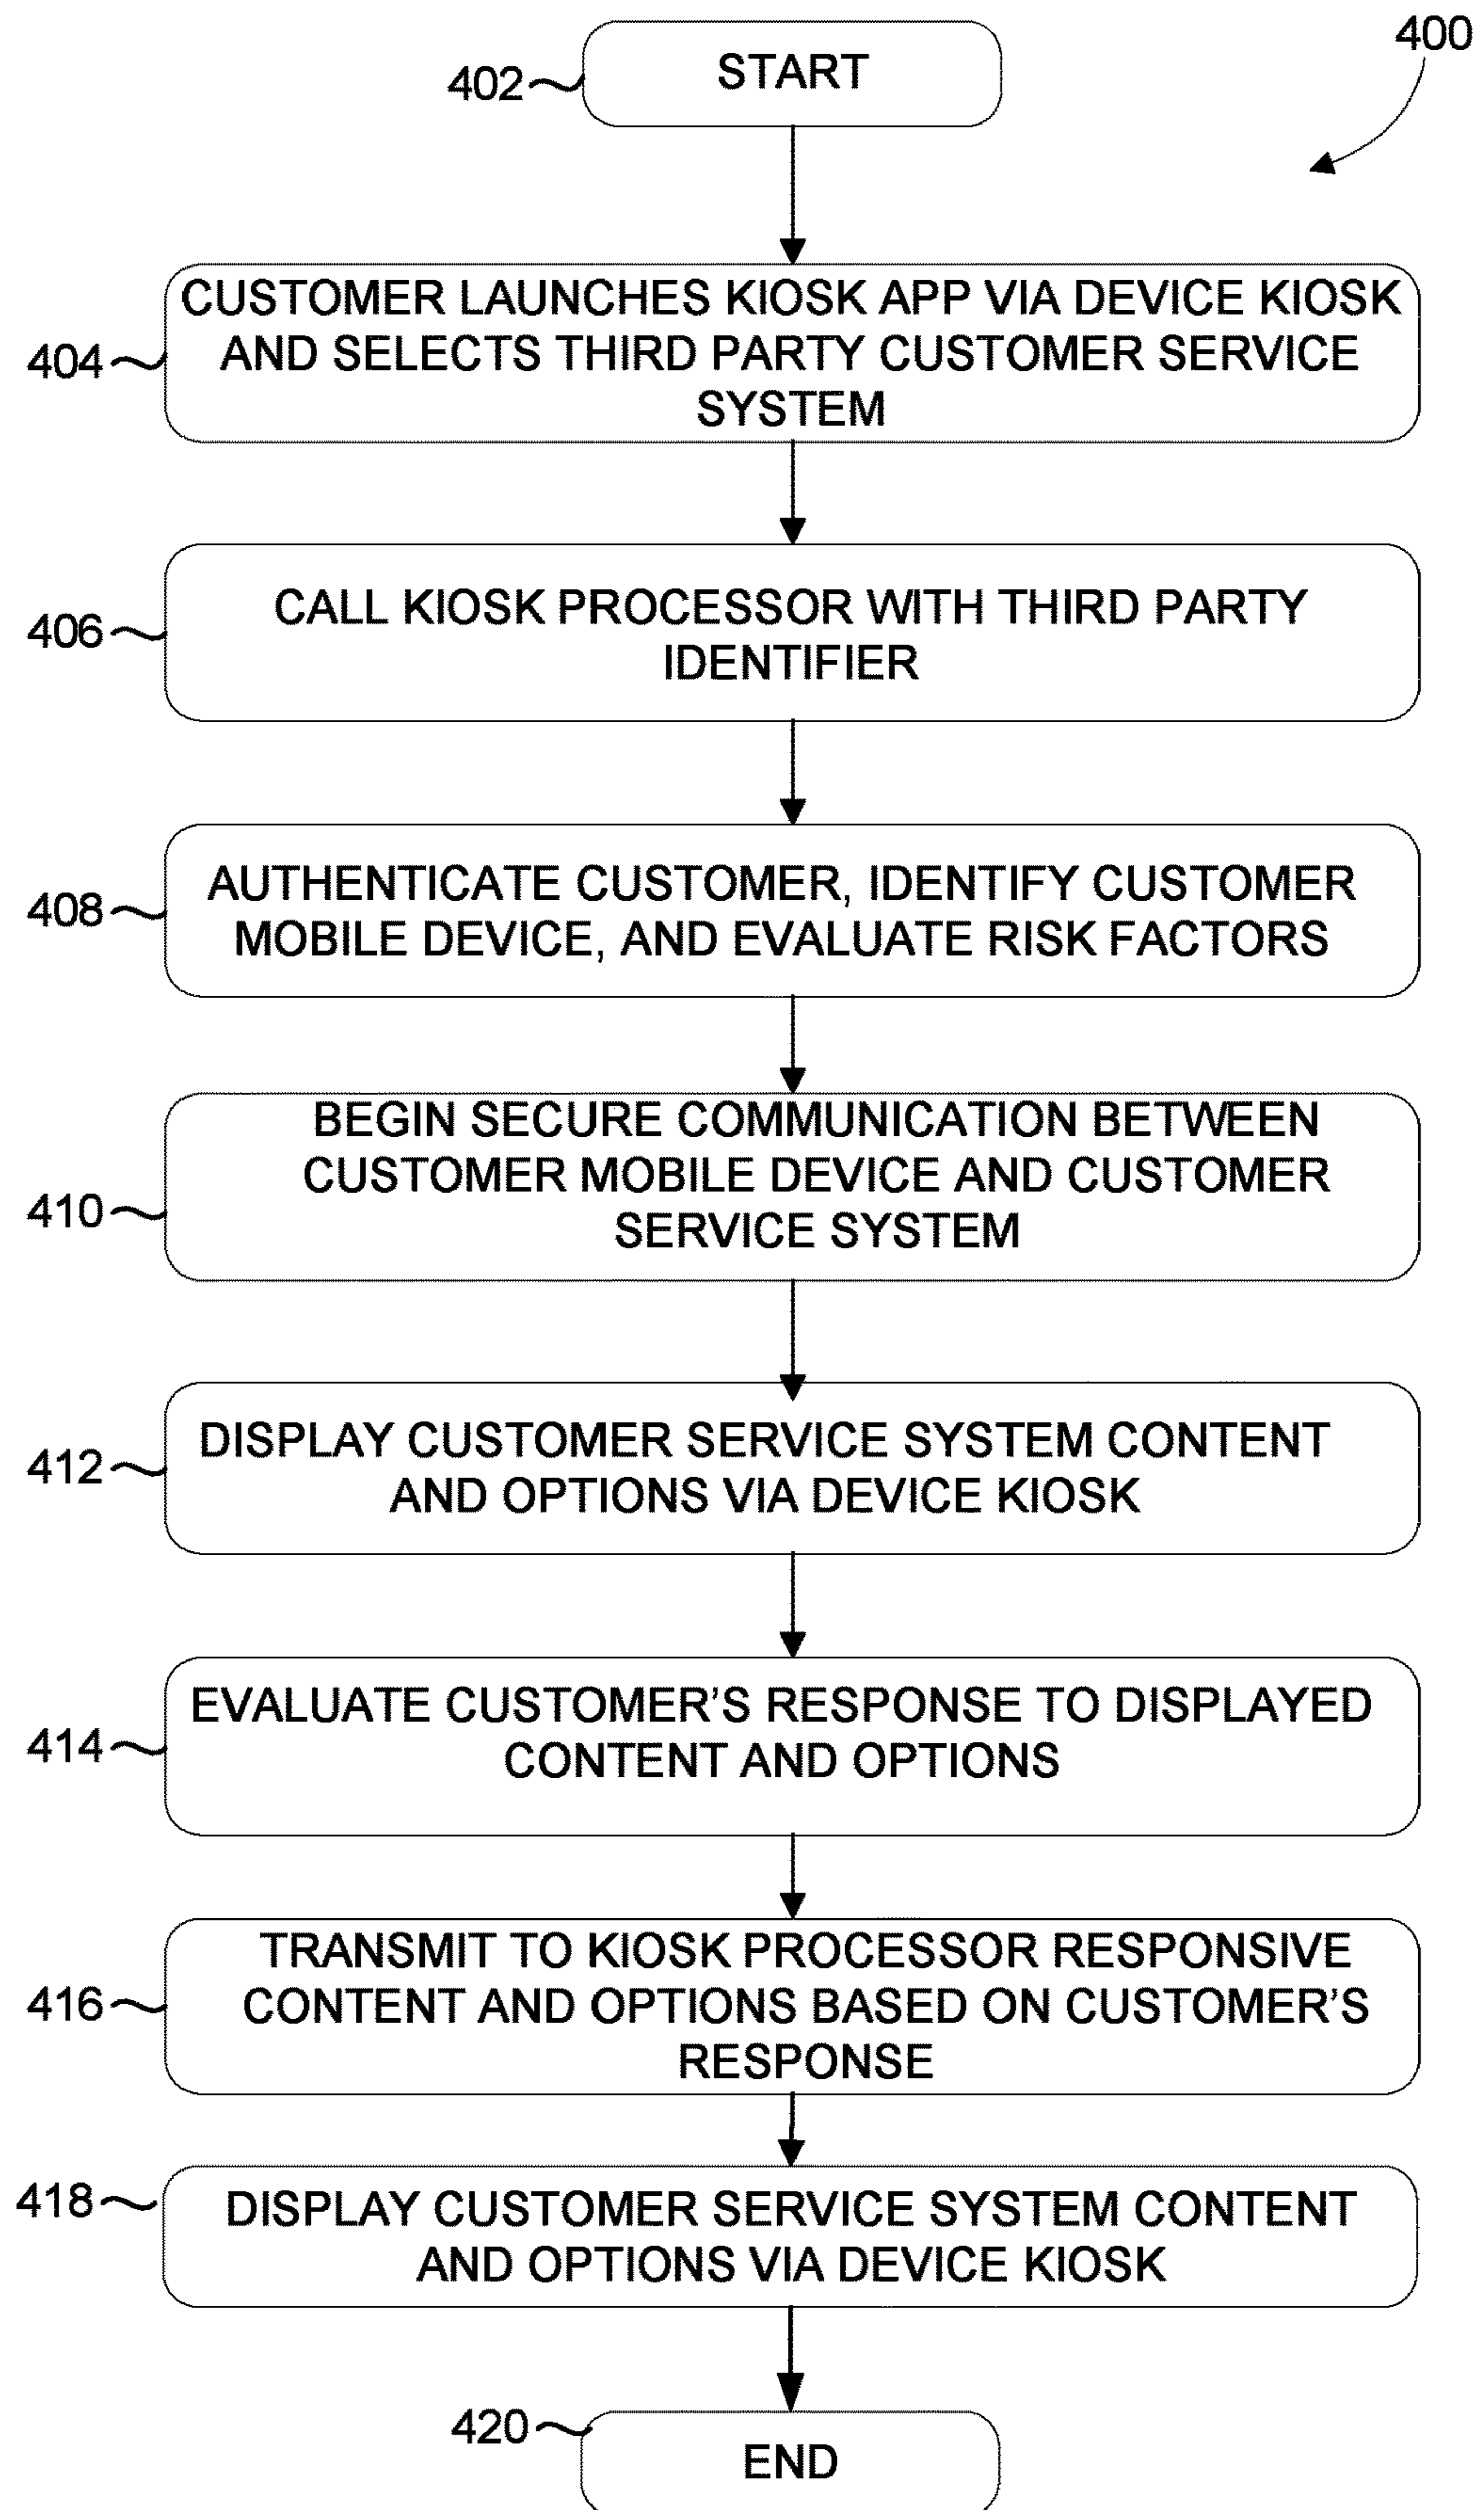 400
402
START
404
CUSTOMER LAUNCHES KIOSK APP VIA DEVICE KIOSK
AND SELECTS THIRD PARTY CUSTOMER SERVICE
SYSTEM
406
CALL KIOSK PROCESSOR WITH THIRD PARTY
IDENTIFIER
408
AUTHENTICATE CUSTOMER, IDENTIFY CUSTOMER
MOBILE DEVICE, AND EVALUATE RISK FACTORS
410
BEGIN SECURE COMMUNICATION BETWEEN
CUSTOMER MOBILE DEVICE AND CUSTOMER
SERVICE SYSTEM
412
DISPLAY CUSTOMER SERVICE SYSTEM CONTENT
AND OPTIONS VIA DEVICE KIOSK
414
EVALUATE CUSTOMER’S RESPONSE TO DISPLAYED
CONTENT AND OPTIONS
416
TRANSMIT TO KIOSK PROCESSOR RESPONSIVE
CONTENT AND OPTIONS BASED ON CUSTOMER’S
RESPONSE
418
DISPLAY CUSTOMER SERVICE SYSTEM CONTENT
AND OPTIONS VIA DEVICE KIOSK
420
END